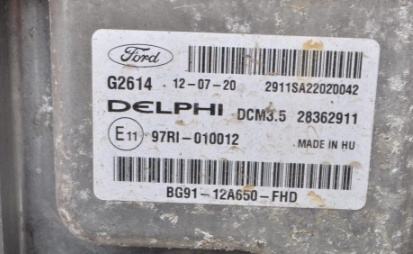 Ford
G2614 12-07-20 2911SA22020042
DELPHI DCM3.5 28362911
E11 97RI-010012 MADE IN HU
BG91-12A650-FHD